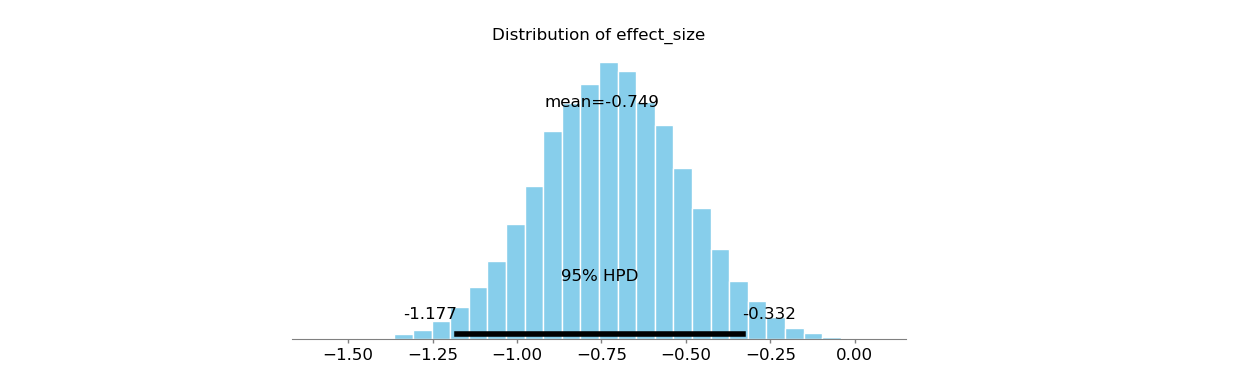 Distribution of effect_size
mean=-0.749
95% HPD
-1.177 -0.332
−1.50 −1.25 −1.00 −0.75 −0.50 −0.25 0.00